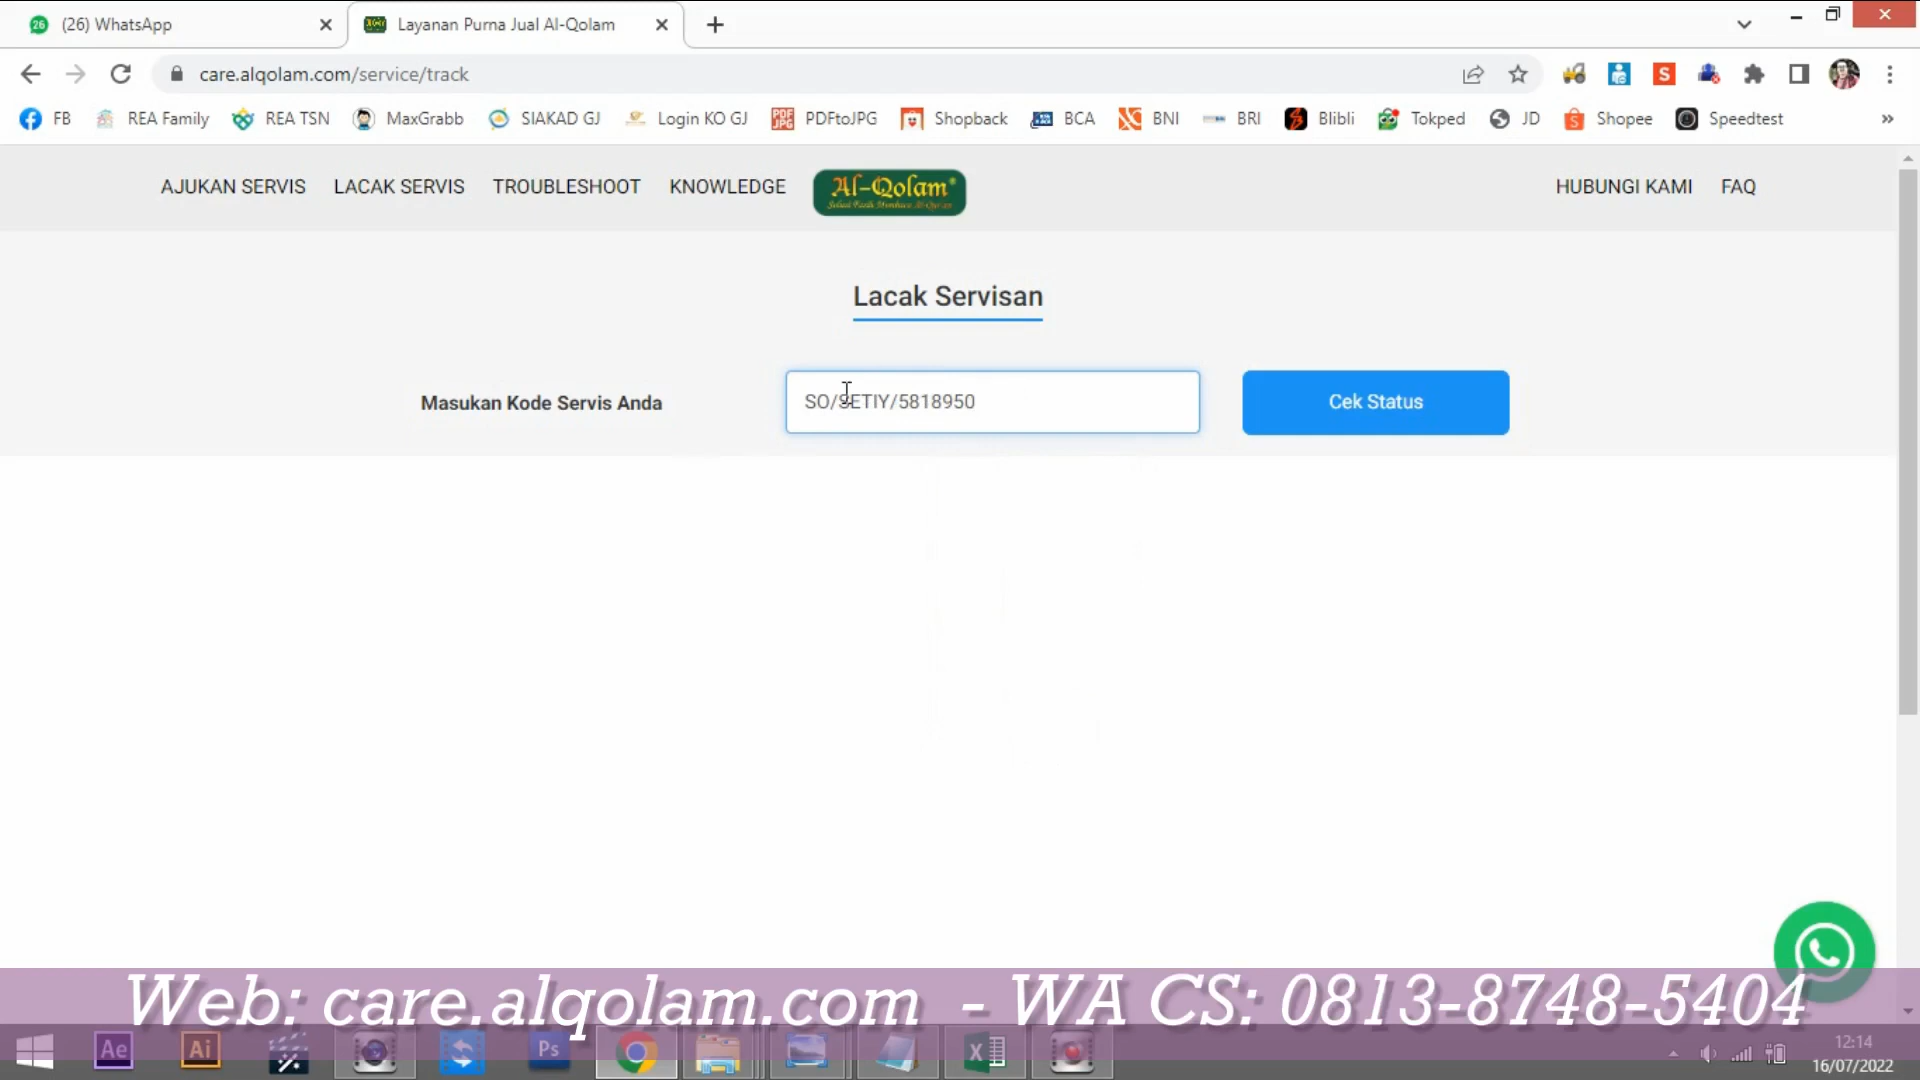 (26) WhatsApp
Layanan Purna Jual Al-Qolam
care.alqolam.com/service/track
FB REA Family REA TSN MaxGrabb SIAKAD GJ Login KO GJ PDFtoJPG Shopback BCA BNI BRI Blibli Tokped JD Shopee Speedtest »
AJUKAN SERVIS LACAK SERVIS TROUBLESHOOT KNOWLEDGE Al-Qolam® HUBUNGI KAMI FAQ
Lacak Servisan
Masukan Kode Servis Anda SO/SETIY/5818950 Cek Status
Web: care.alqolam.com - WA CS: 0813-8748-5404
Ae Ai Ps
12:14
16/07/2022